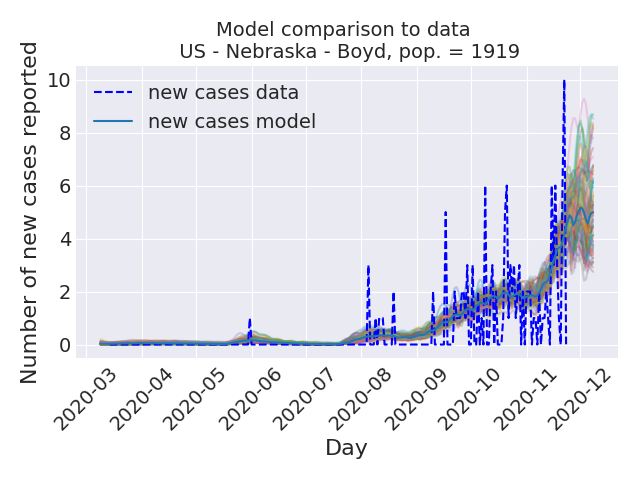 Model comparison to data
US - Nebraska - Boyd, pop. = 1919
Number of new cases reported
10
8
6
4
2
0
new cases data
new cases model
2020-03
2020-04
2020-05
2020-06
2020-07
2020-08
2020-09
2020-10
2020-11
2020-12
Day